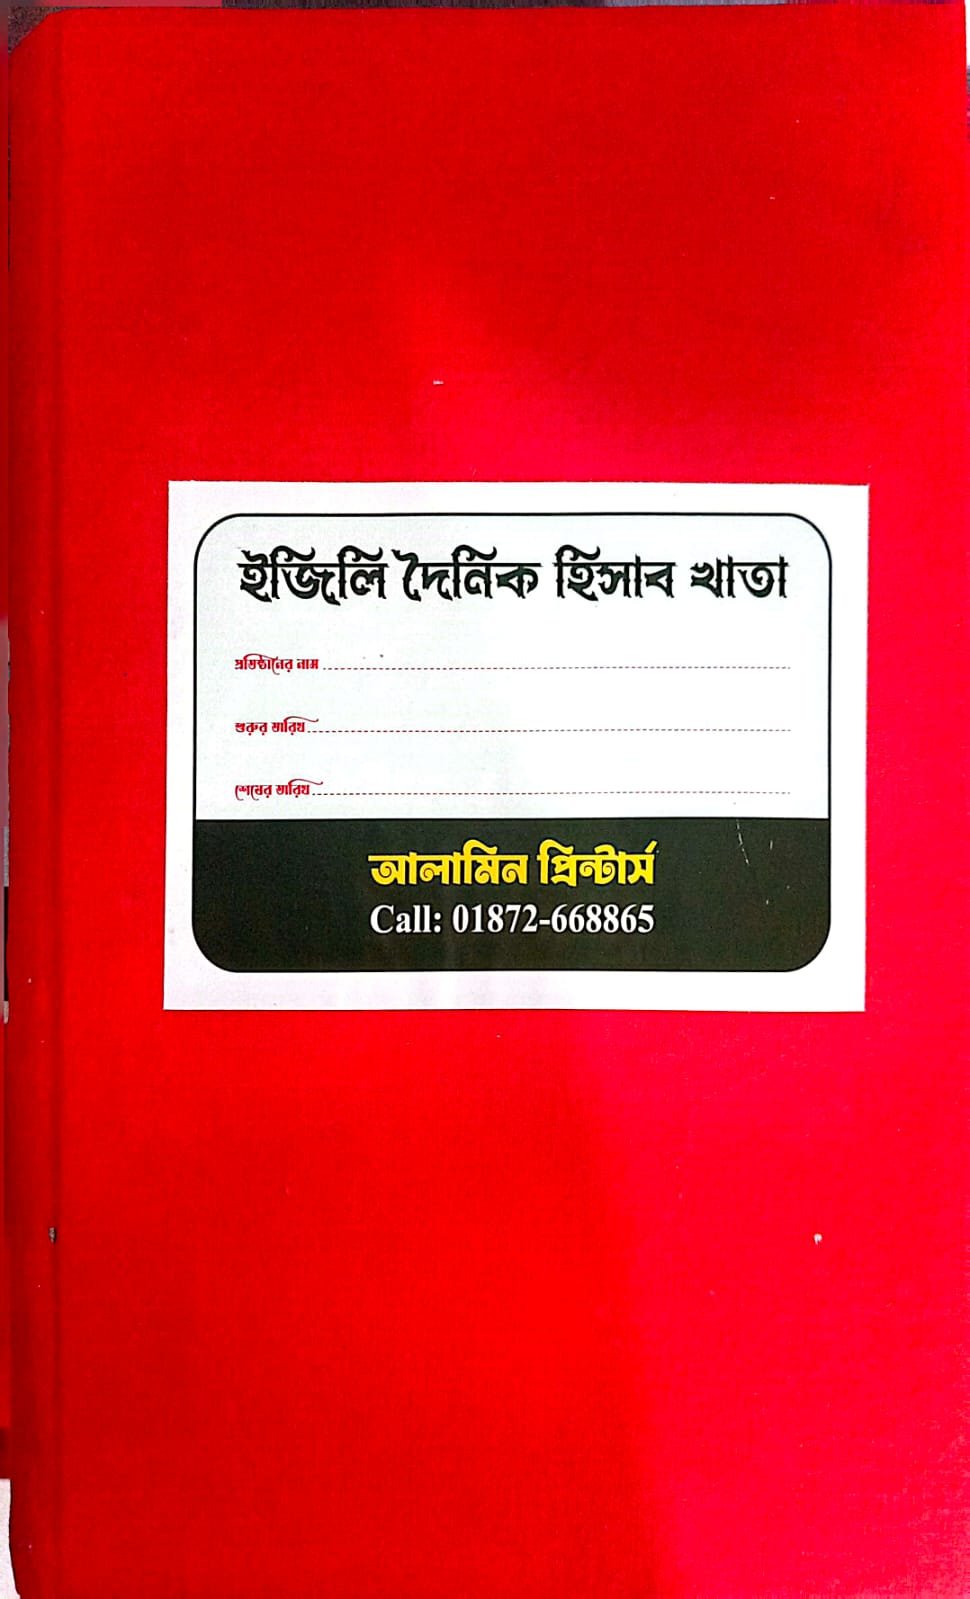 ইজিলি দৈনিক হিসাব খাতা
প্রতিষ্ঠানের নাম
শুরুর তারিখ
শেষের তারিখ
আলামিন প্রিন্টার্স
Call: 01872-668865